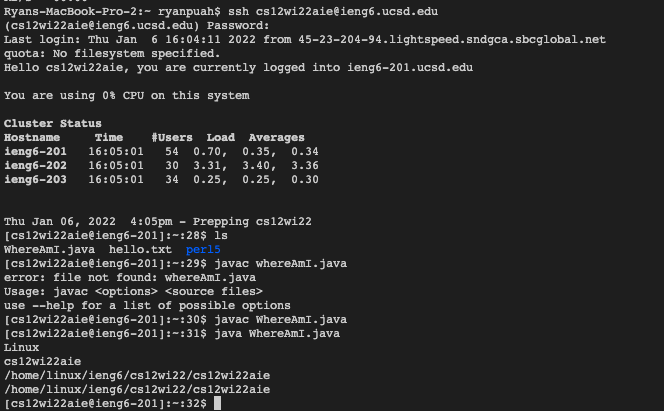 Ryans-MacBook-Pro-2:~ ryanpuah$ ssh cs12wi22aie@ieng6.ucsd.edu
(cs12wi22aie@ieng6.ucsd.edu) Password:
Last login: Thu Jan  6 16:04:11 2022 from 45-23-204-94.lightspeed.sndgca.sbcglobal.net
quota: No filesystem specified.
Hello cs12wi22aie, you are currently logged into ieng6-201.ucsd.edu
You are using 0% CPU on this system
Cluster Status
Hostname     Time    #Users  Load  Averages
ieng6-201   16:05:01   54  0.70,  0.35,  0.34
ieng6-202   16:05:01   30  3.31,  3.40,  3.36
ieng6-203   16:05:01   34  0.25,  0.25,  0.30
Thu Jan 06, 2022  4:05pm - Prepping cs12wi22
[cs12wi22aie@ieng6-201]:~:28$ ls
WhereAmI.java  hello.txt  perl5
[cs12wi22aie@ieng6-201]:~:29$ javac whereAmI.java
error: file not found: whereAmI.java
Usage: javac <options> <source files>
use --help for a list of possible options
[cs12wi22aie@ieng6-201]:~:30$ javac WhereAmI.java
[cs12wi22aie@ieng6-201]:~:31$ java WhereAmI.java
Linux
cs12wi22aie
/home/linux/ieng6/cs12wi22/cs12wi22aie
/home/linux/ieng6/cs12wi22/cs12wi22aie
[cs12wi22aie@ieng6-201]:~:32$